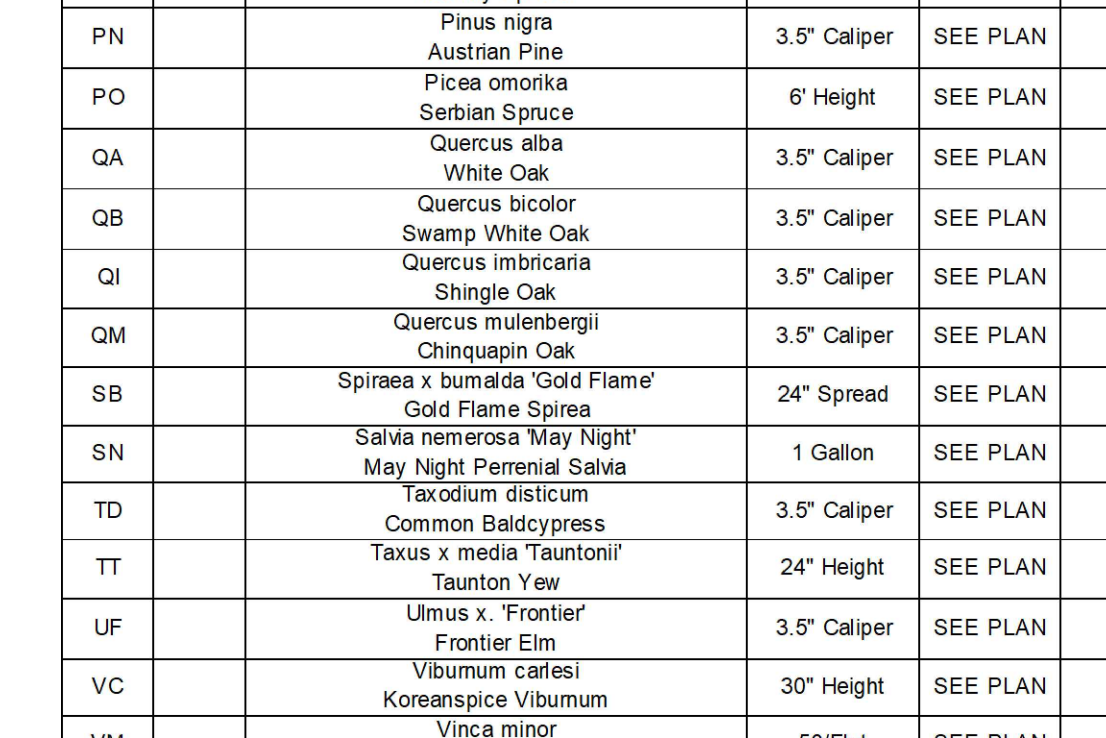 PN Pinus nigra 3.5" Caliper SEE PLAN
Austrian Pine
PO Picea omorika 6' Height SEE PLAN
Serbian Spruce
QA Quercus alba 3.5" Caliper SEE PLAN
White Oak
QB Quercus bicolor 3.5" Caliper SEE PLAN
Swamp White Oak
QI Quercus imbricaria 3.5" Caliper SEE PLAN
Shingle Oak
QM Quercus mulenbergii 3.5" Caliper SEE PLAN
Chinquapin Oak
SB Spiraea x bumalda 'Gold Flame' 24" Spread SEE PLAN
Gold Flame Spirea
SN Salvia nemerosa 'May Night' 1 Gallon SEE PLAN
May Night Perrenial Salvia
TD Taxodium disticum 3.5" Caliper SEE PLAN
Common Baldcypress
TT Taxus x media 'Tauntonii' 24" Height SEE PLAN
Taunton Yew
UF Ulmus x. 'Frontier' 3.5" Caliper SEE PLAN
Frontier Elm
VC Viburnum carlesi 30" Height SEE PLAN
Koreanspice Viburnum
VM Vinca minor SEE PLAN